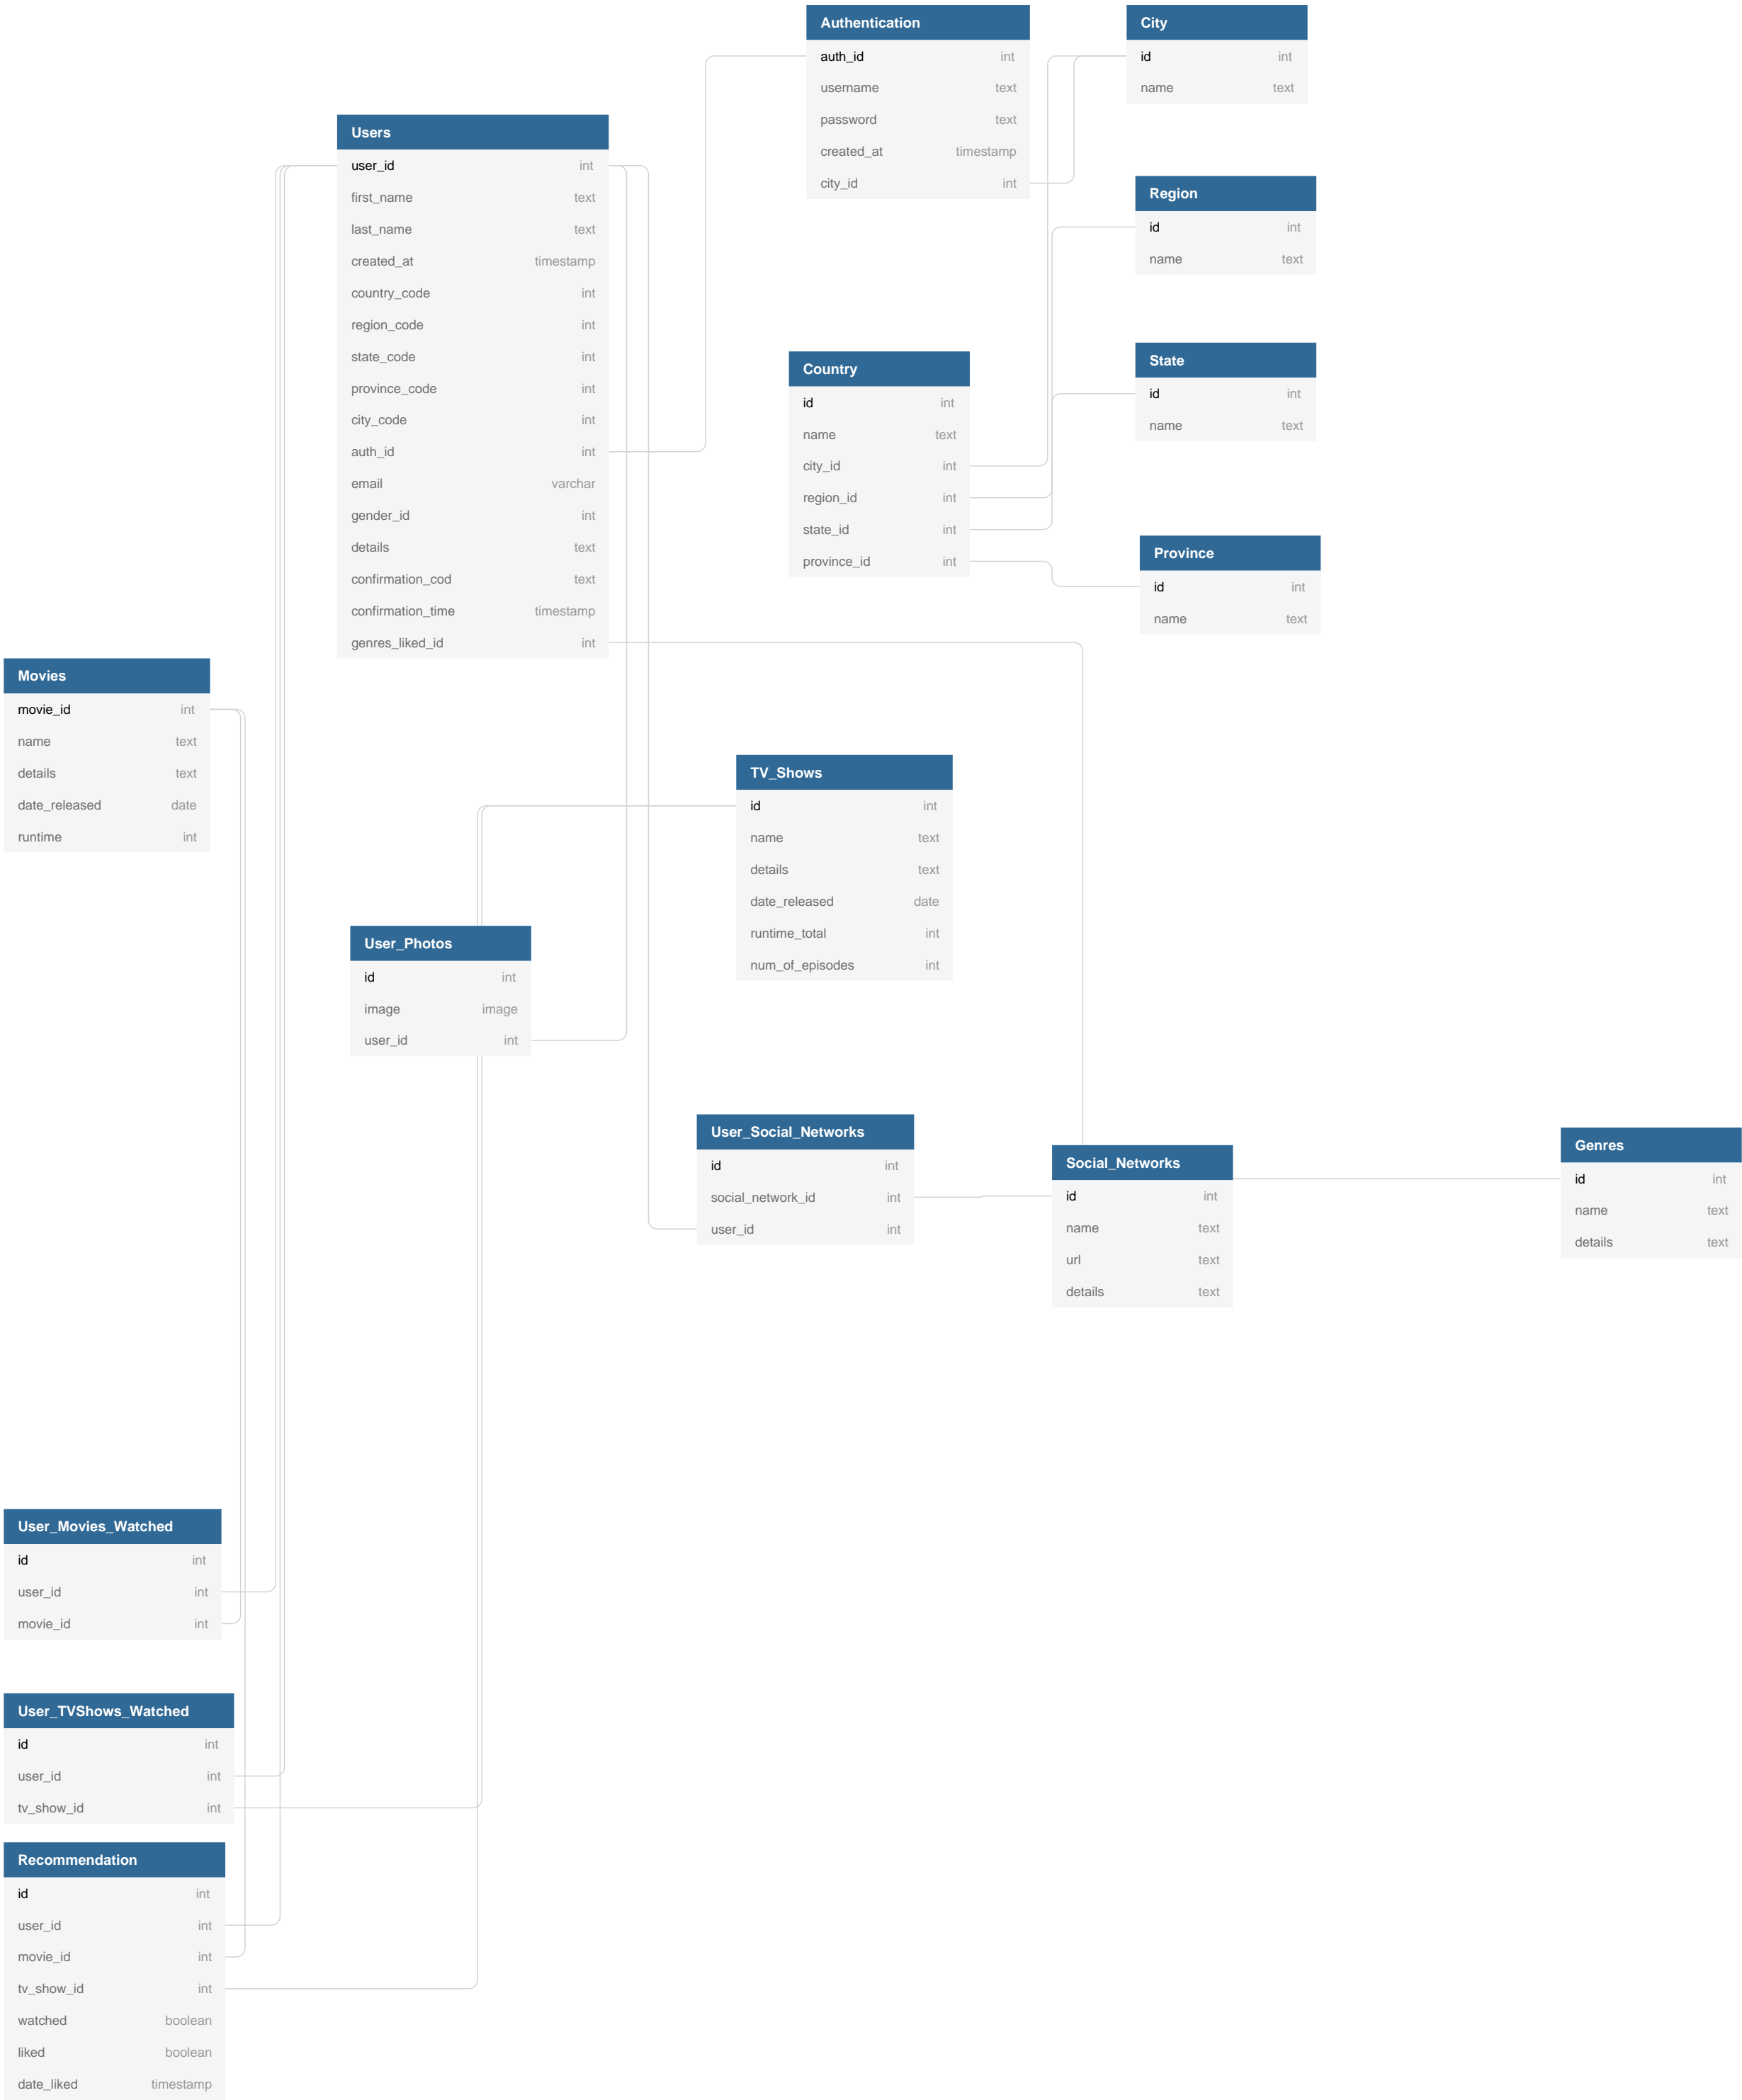 Authentication
auth_id int
username text
password text
created_at timestamp
city_id int
City
id int
name text
Users
user_id int
first_name text
last_name text
created_at timestamp
country_code int
region_code int
state_code int
province_code int
city_code int
auth_id int
email varchar
gender_id int
details text
confirmation_cod text
confirmation_time timestamp
genres_liked_id int
Region
id int
name text
State
id int
name text
Country
id int
name text
city_id int
region_id int
state_id int
province_id int
Province
id int
name text
Movies
movie_id int
name text
details text
date_released date
runtime int
TV_Shows
id int
name text
details text
date_released date
runtime_total int
num_of_episodes int
User_Photos
id int
image image
user_id int
User_Social_Networks
id int
social_network_id int
user_id int
Social_Networks
id int
name text
url text
details text
Genres
id int
name text
details text
User_Movies_Watched
id int
user_id int
movie_id int
User_TVShows_Watched
id int
user_id int
tv_show_id int
Recommendation
id int
user_id int
movie_id int
tv_show_id int
watched boolean
liked boolean
date_liked timestamp